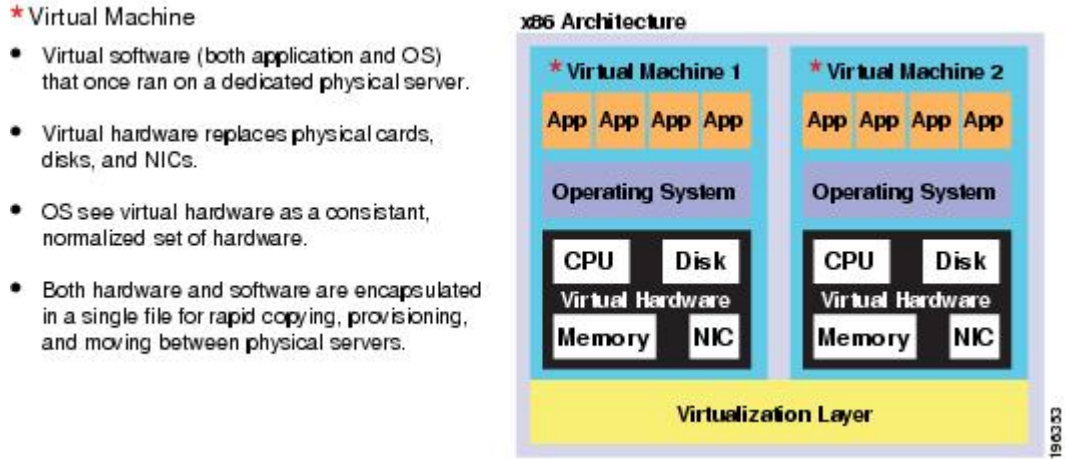 * Virtual Machine
• Virtual software (both application and OS)
that once ran on a dedicated physical server.
• Virtual hardware replaces physical cards,
disks, and NICs.
• OS see virtual hardware as a consistant,
normalized set of hardware.
• Both hardware and software are encapsulated
in a single file for rapid copying, provisioning,
and moving between physical servers.
x86 Architecture
* Virtual Machine 1
App App App App
Operating System
CPU Disk
Virtual Hardware
Memory NIC
* Virtual Machine 2
App App App App
Operating System
CPU Disk
Virtual Hardware
Memory NIC
Virtualization Layer
196353